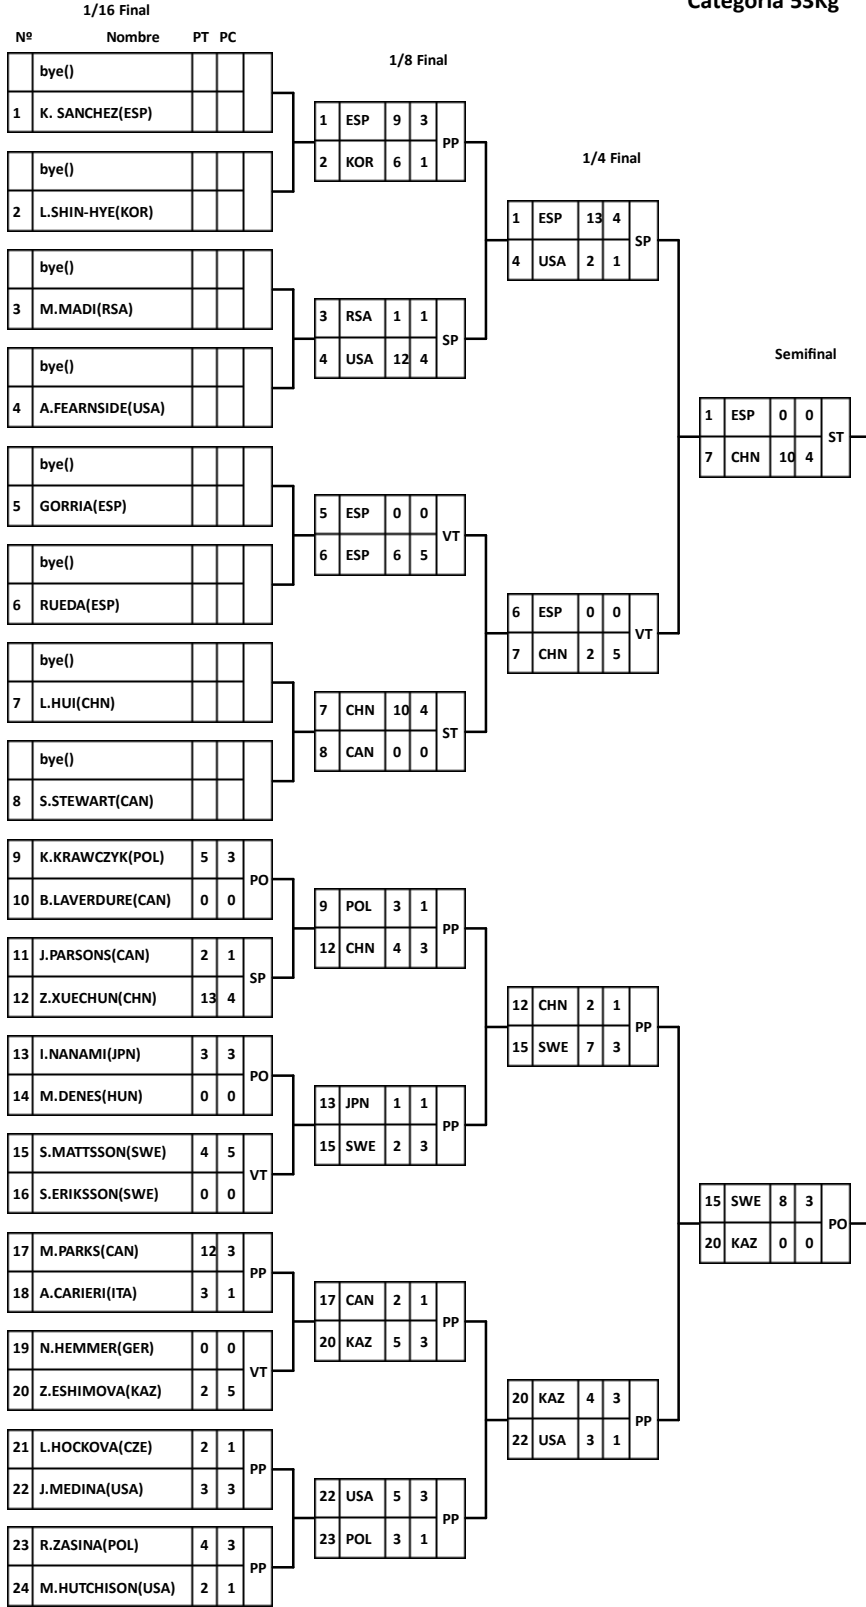 Categoría 53Kg
1/16 Final
Nº Nombre PT PC
bye()
1 K. SANCHEZ(ESP)
bye()
2 L.SHIN-HYE(KOR)
bye()
3 M.MADI(RSA)
bye()
4 A.FEARNSIDE(USA)
bye()
5 GORRIA(ESP)
bye()
6 RUEDA(ESP)
bye()
7 L.HUI(CHN)
bye()
8 S.STEWART(CAN)
9 K.KRAWCZYK(POL) 5 3
PO
10 B.LAVERDURE(CAN) 0 0
11 J.PARSONS(CAN) 2 1
SP
12 Z.XUECHUN(CHN) 13 4
13 I.NANAMI(JPN) 3 3
PO
14 M.DENES(HUN) 0 0
15 S.MATTSSON(SWE) 4 5
VT
16 S.ERIKSSON(SWE) 0 0
17 M.PARKS(CAN) 12 3
PP
18 A.CARIERI(ITA) 3 1
19 N.HEMMER(GER) 0 0
VT
20 Z.ESHIMOVA(KAZ) 2 5
21 L.HOCKOVA(CZE) 2 1
PP
22 J.MEDINA(USA) 3 3
23 R.ZASINA(POL) 4 3
PP
24 M.HUTCHISON(USA) 2 1
1/8 Final
1 ESP 9 3
PP
2 KOR 6 1
3 RSA 1 1
SP
4 USA 12 4
5 ESP 0 0
VT
6 ESP 6 5
7 CHN 10 4
ST
8 CAN 0 0
9 POL 3 1
PP
12 CHN 4 3
13 JPN 1 1
PP
15 SWE 2 3
17 CAN 2 1
PP
20 KAZ 5 3
22 USA 5 3
PP
23 POL 3 1
1/4 Final
1 ESP 13 4
SP
4 USA 2 1
6 ESP 0 0
VT
7 CHN 2 5
12 CHN 2 1
PP
15 SWE 7 3
20 KAZ 4 3
PP
22 USA 3 1
Semifinal
1 ESP 0 0
ST
7 CHN 10 4
15 SWE 8 3
PO
20 KAZ 0 0